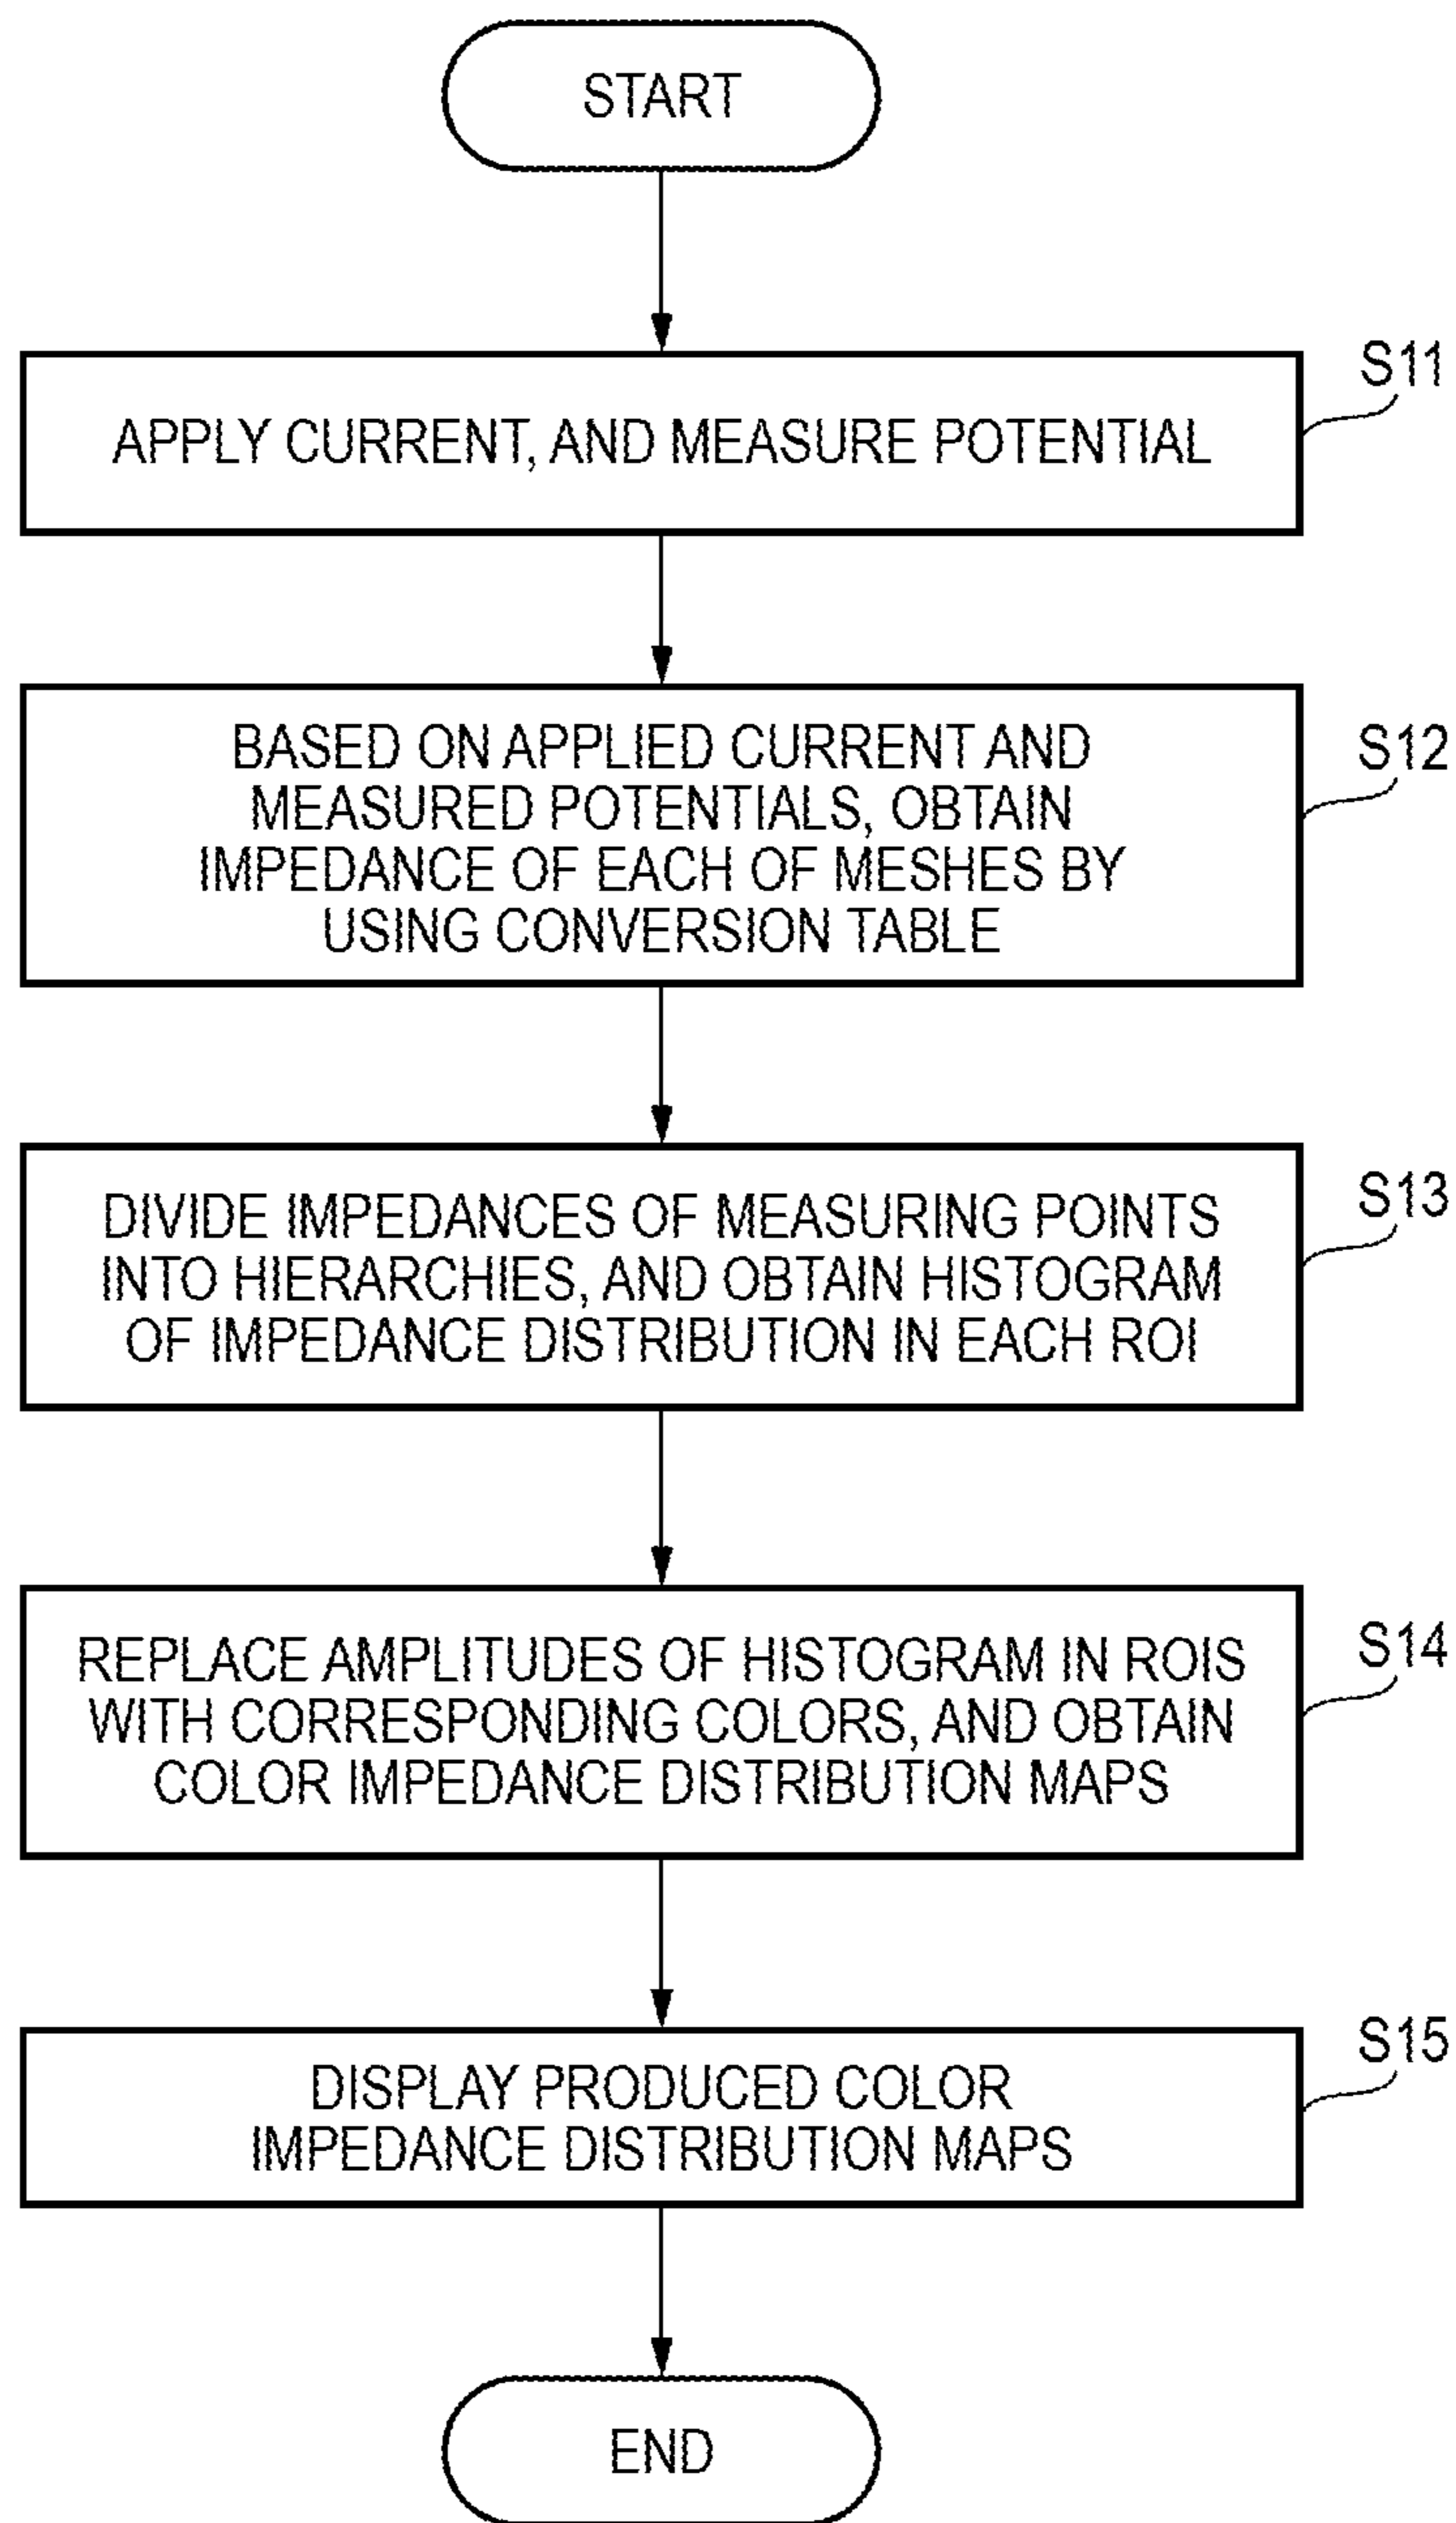 START
S11
APPLY CURRENT, AND MEASURE POTENTIAL
S12
BASED ON APPLIED CURRENT AND
MEASURED POTENTIALS, OBTAIN
IMPEDANCE OF EACH OF MESHES BY
USING CONVERSION TABLE
S13
DIVIDE IMPEDANCES OF MEASURING POINTS
INTO HIERARCHIES, AND OBTAIN HISTOGRAM
OF IMPEDANCE DISTRIBUTION IN EACH ROI
S14
REPLACE AMPLITUDES OF HISTOGRAM IN ROIS
WITH CORRESPONDING COLORS, AND OBTAIN
COLOR IMPEDANCE DISTRIBUTION MAPS
S15
DISPLAY PRODUCED COLOR
IMPEDANCE DISTRIBUTION MAPS
END